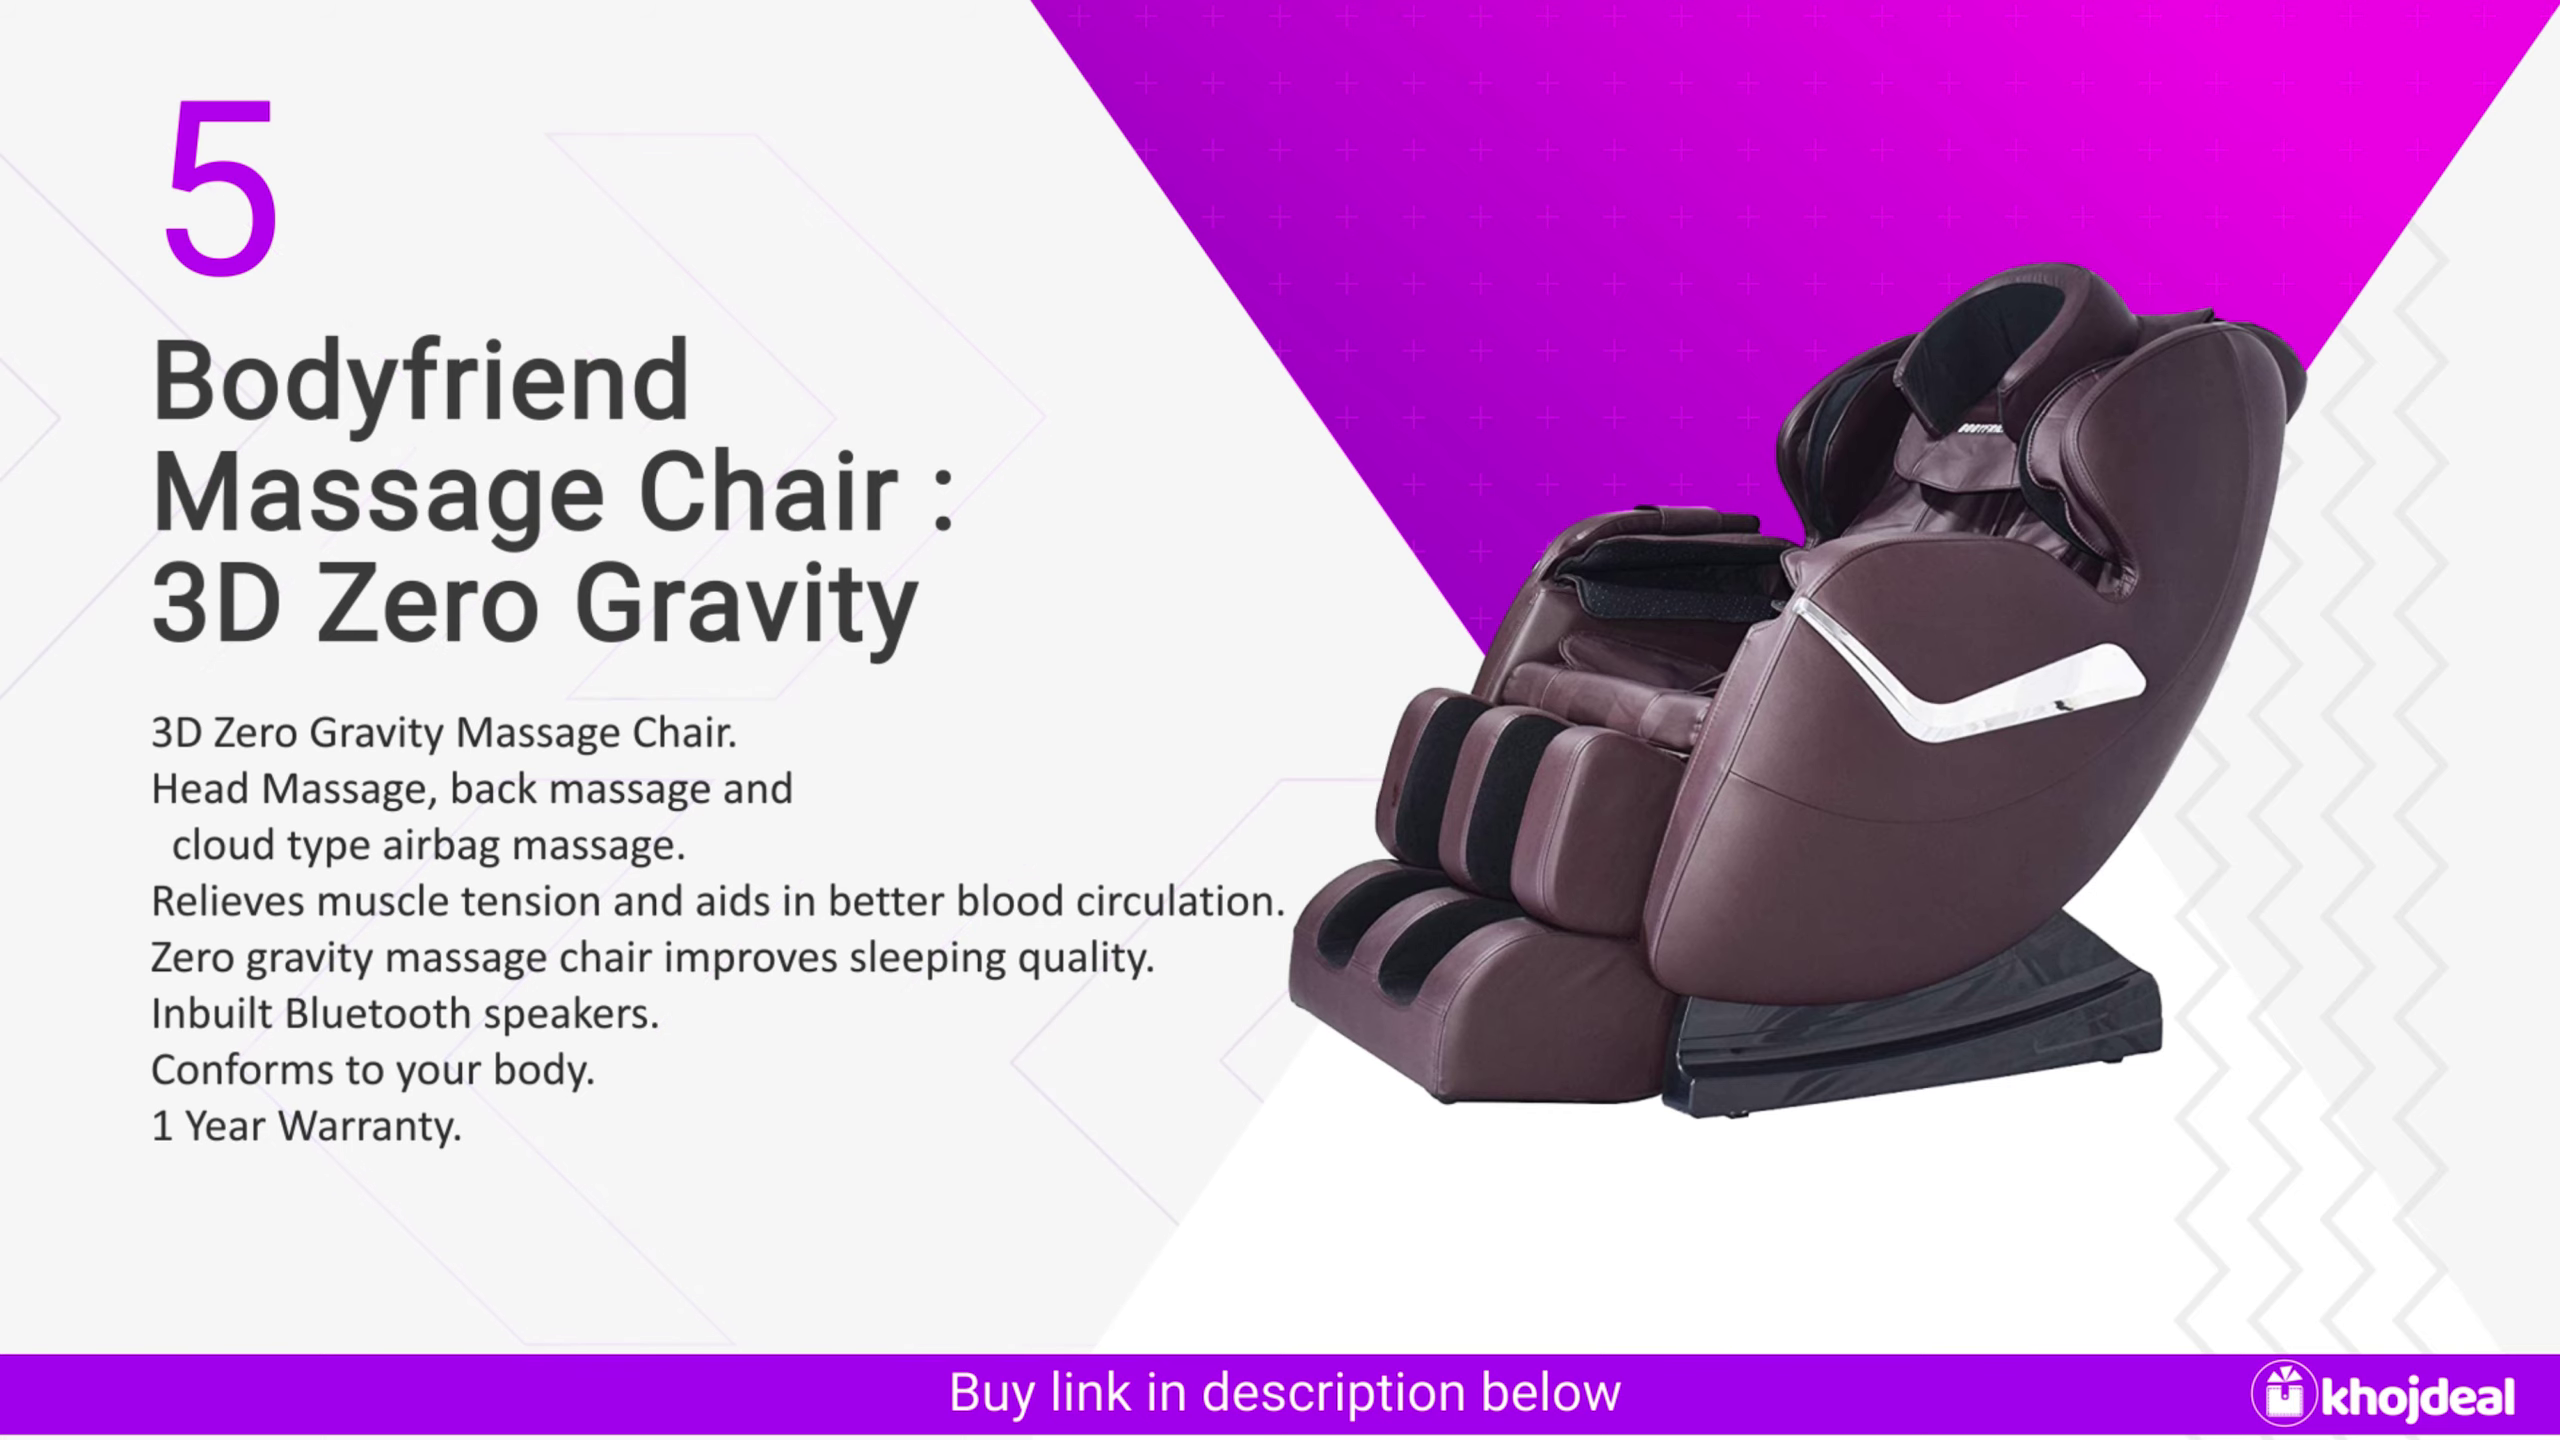 5
Bodyfriend
Massage Chair :
3D Zero Gravity
3D Zero Gravity Massage Chair.
Head Massage, back massage and
cloud type airbag massage.
Relieves muscle tension and aids in better blood circulation.
Zero gravity massage chair improves sleeping quality.
Inbuilt Bluetooth speakers.
Conforms to your body.
1 Year Warranty.
Buy link in description below
khojdeal